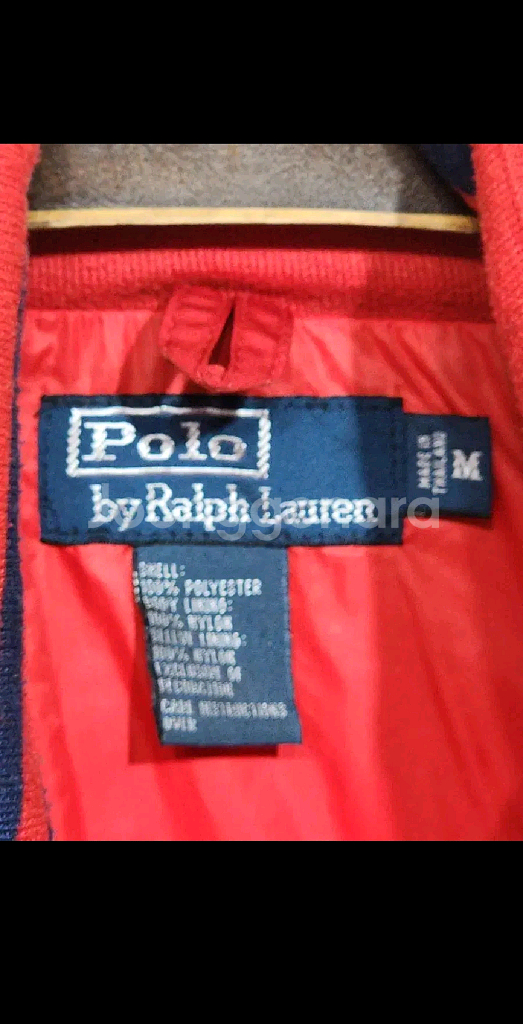 Polo
by Ralph Lauren
MADE IN
THAILAND
M
SHELL:
100% POLYESTER
BODY LINING:
100% NYLON
SLEEVE LINING:
100% NYLON
EXCLUSIVE OF
DECORATION
CARE INSTRUCTIONS
OVER